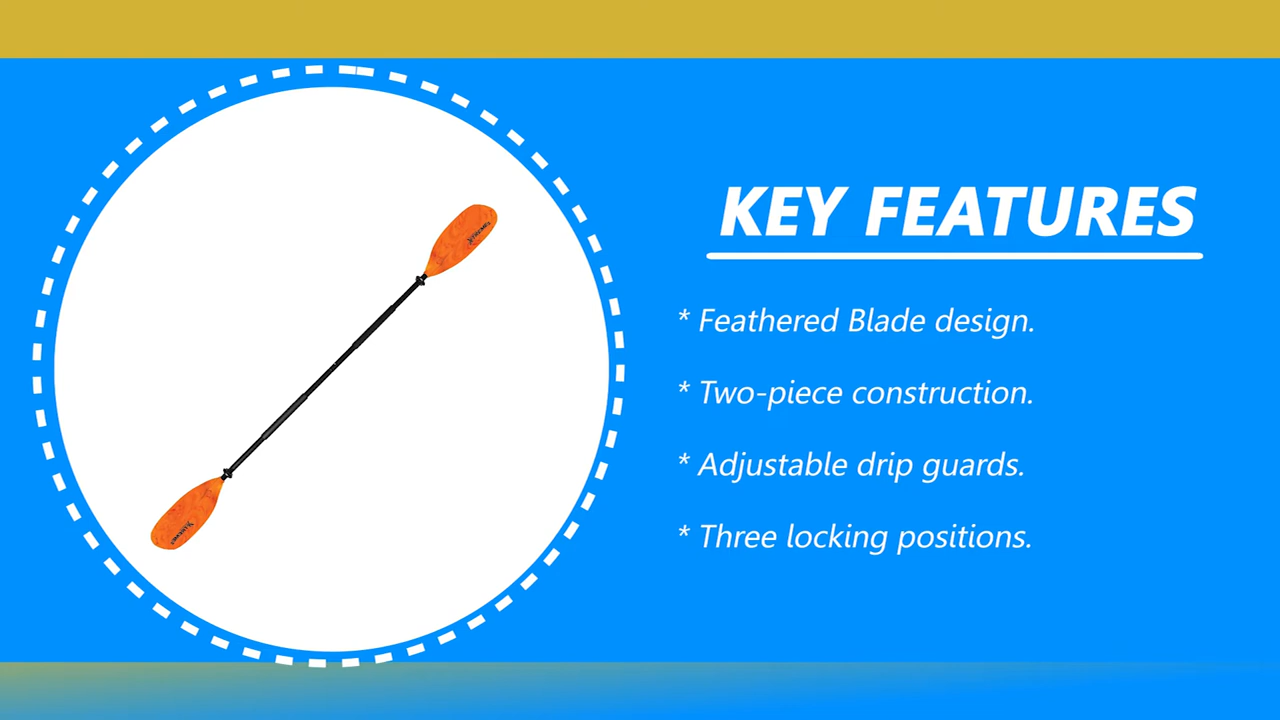 KEY FEATURES
* Feathered Blade design.
* Two-piece construction.
* Adjustable drip guards.
* Three locking positions.